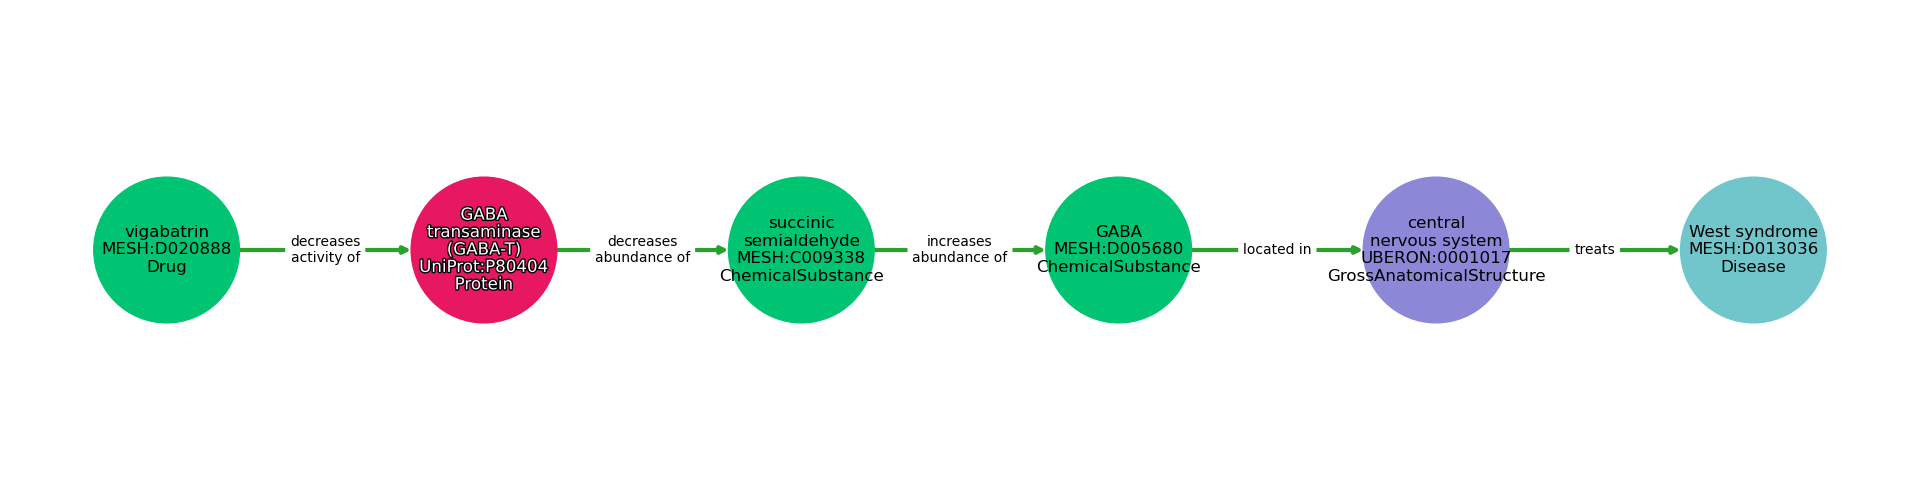 vigabatrin
MESH:D020888
Drug
decreases
activity of
GABA
transaminase
(GABA-T)
UniProt:P80404
Protein
decreases
abundance of
succinic
semialdehyde
MESH:C009338
ChemicalSubstance
increases
abundance of
GABA
MESH:D005680
ChemicalSubstance
located in
central
nervous system
UBERON:0001017
GrossAnatomicalStructure
treats
West syndrome
MESH:D013036
Disease